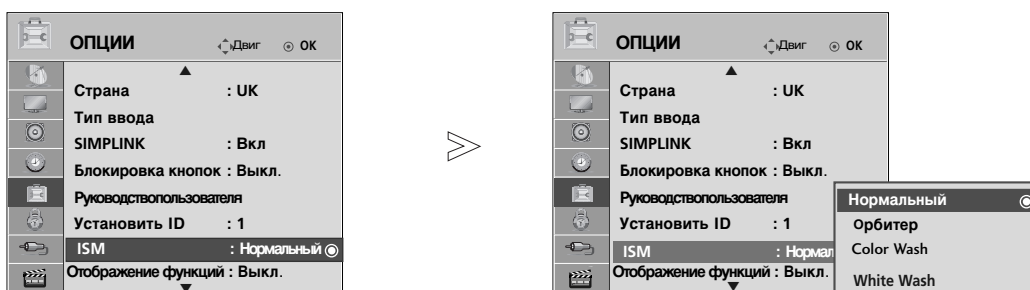 ОПЦИИ Двиг ОК
Страна : UK
Тип ввода
SIMPLINK : Вкл
Блокировка кнопок : Выкл.
Руководствопользователя
Установить ID : 1
ISM : Нормальный
Отображение функций : Выкл.
ОПЦИИ Двиг ОК
Страна : UK
Тип ввода
SIMPLINK : Вкл
Блокировка кнопок : Выкл.
Руководствопользователя
Установить ID : 1
ISM : Нормал
Отображение функций : Выкл.
Нормальный
Орбитер
Color Wash
White Wash